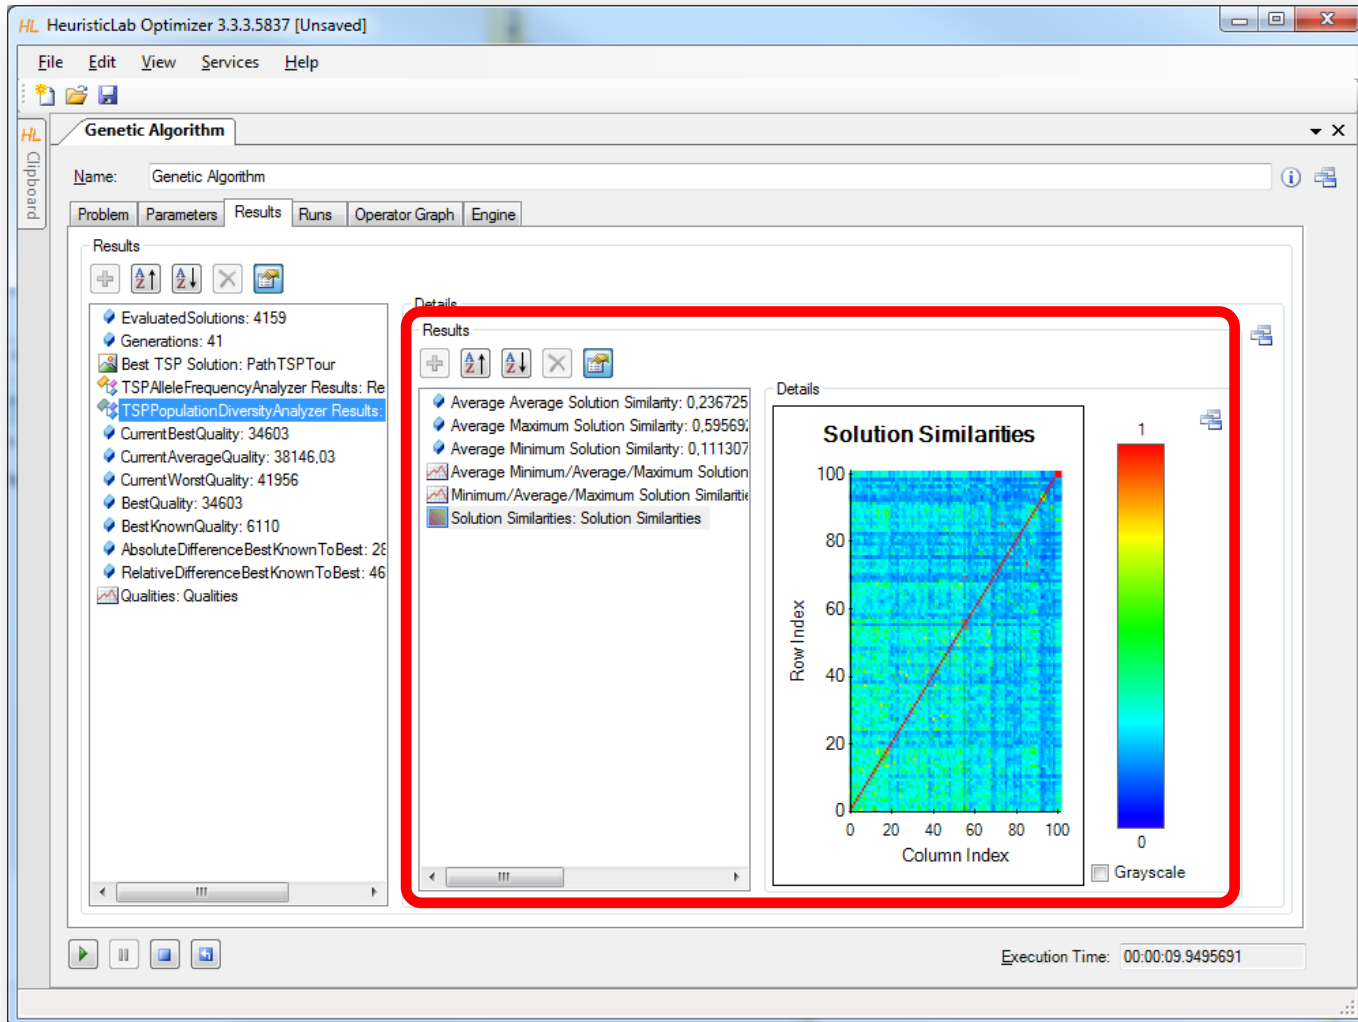 HL HeuristicLab Optimizer 3.3.3.5837 [Unsaved]
File Edit View Services Help
HL Clipboard
Genetic Algorithm
Name: Genetic Algorithm
Problem Parameters Results Runs Operator Graph Engine
Results
EvaluatedSolutions: 4159
Generations: 41
Best TSP Solution: PathTSPTour
TSPAlleleFrequencyAnalyzer Results: Re
TSPPopulationDiversityAnalyzer Results:
CurrentBestQuality: 34603
CurrentAverageQuality: 38146,03
CurrentWorstQuality: 41956
BestQuality: 34603
BestKnownQuality: 6110
AbsoluteDifferenceBestKnownToBest: 28
RelativeDifferenceBestKnownToBest: 46
Qualities: Qualities
Details
Results
Average Average Solution Similarity: 0,236725
Average Maximum Solution Similarity: 0,595692
Average Minimum Solution Similarity: 0,111307
Average Minimum/Average/Maximum Solution
Minimum/Average/Maximum Solution Similaritie
Solution Similarities: Solution Similarities
Details
Solution Similarities
100
80
60
40
20
0
Row Index
0 20 40 60 80 100
Column Index
1
0
Grayscale
Execution Time: 00:00:09.9495691